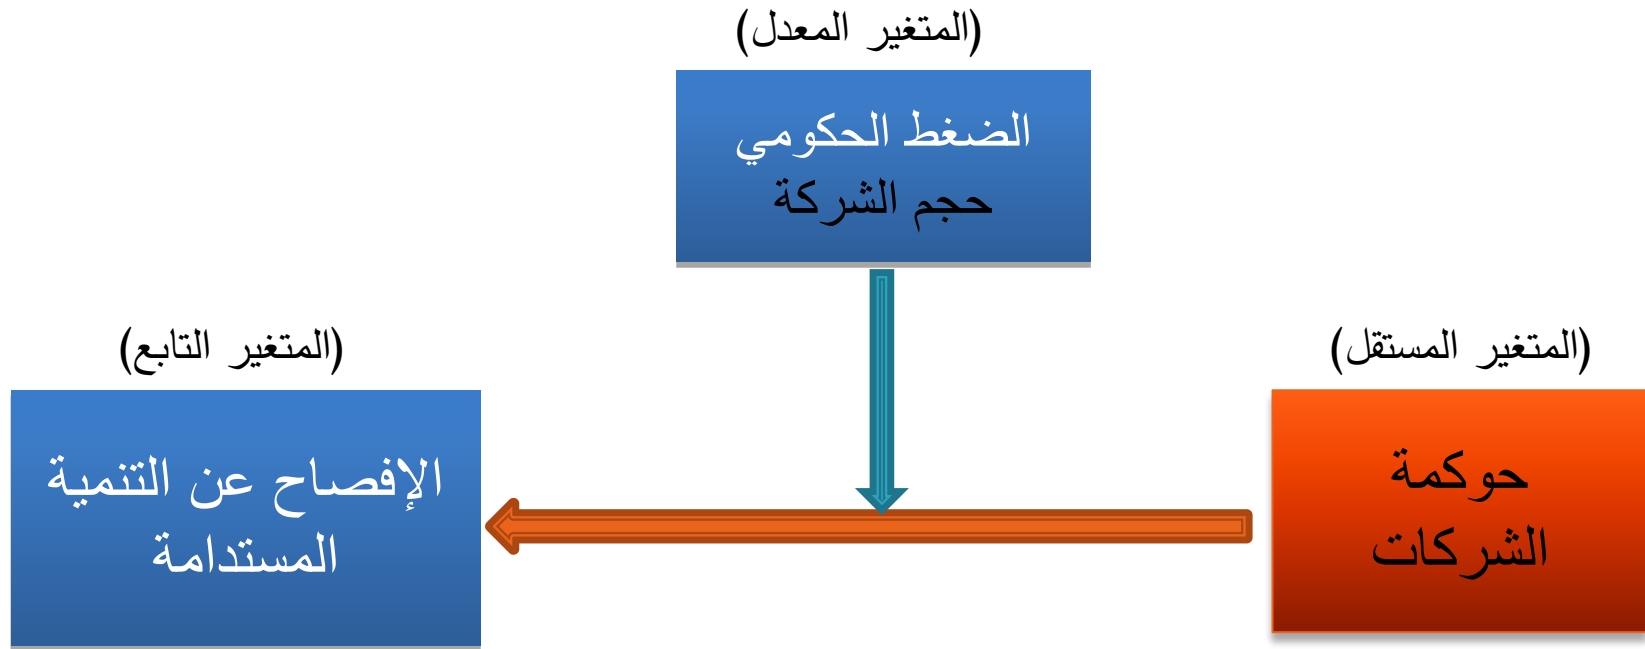 (المتغير المعدل)
الضغط الحكومي
حجم الشركة
(المتغير المستقل)
حوكمة
الشركات
(المتغير التابع)
الإفصاح عن التنمية
المستدامة